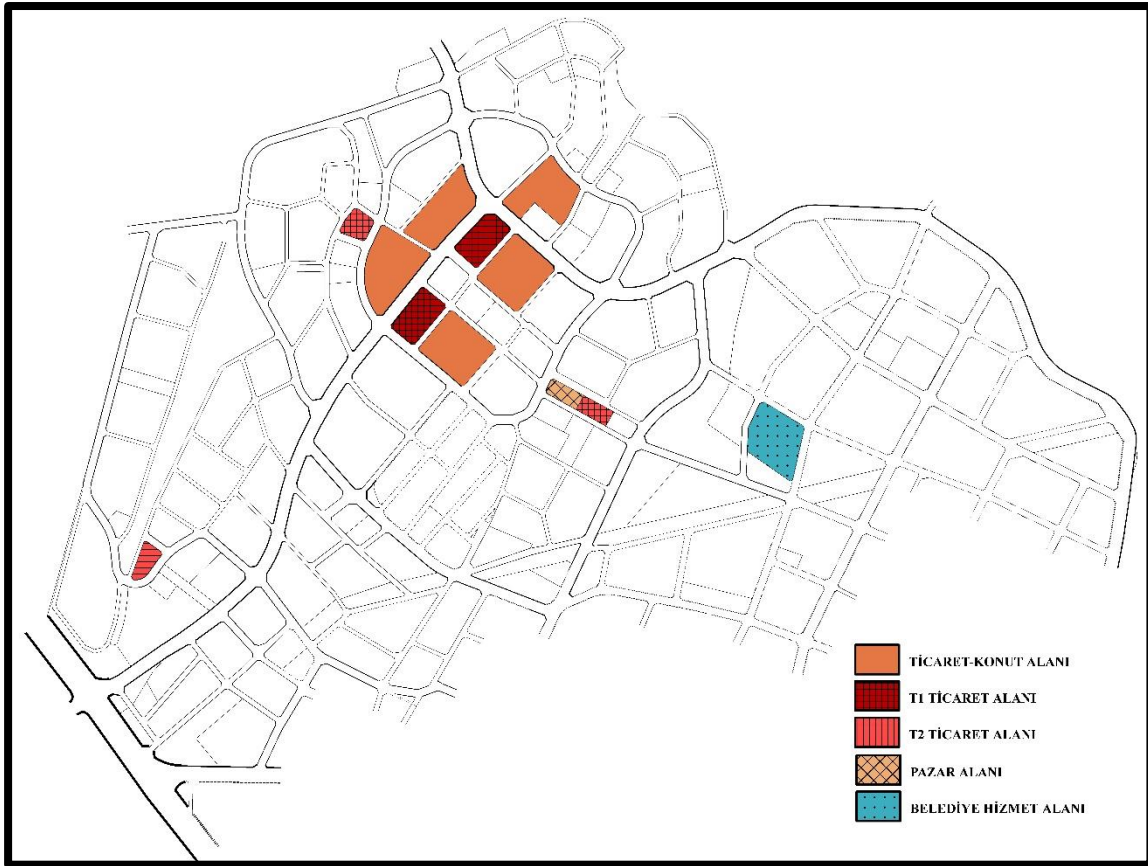 TİCARET-KONUT ALANI
T1 TİCARET ALANI
T2 TİCARET ALANI
PAZAR ALANI
BELEDİYE HİZMET ALANI